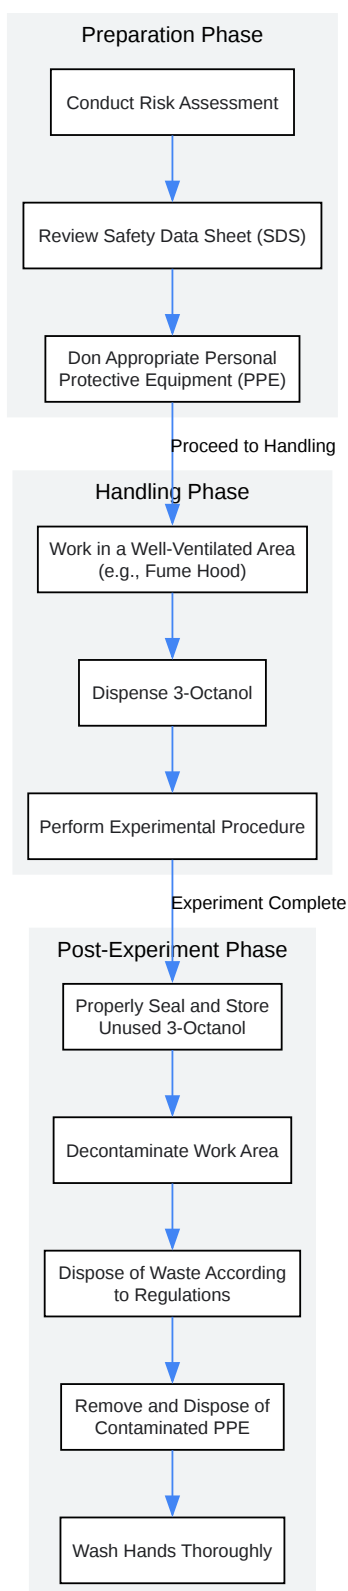 Preparation Phase
Conduct Risk Assessment
Review Safety Data Sheet (SDS)
Don Appropriate Personal
Protective Equipment (PPE)
Proceed to Handling
Handling Phase
Work in a Well-Ventilated Area
(e.g., Fume Hood)
Dispense 3-Octanol
Perform Experimental Procedure
Experiment Complete
Post-Experiment Phase
Properly Seal and Store
Unused 3-Octanol
Decontaminate Work Area
Dispose of Waste According
to Regulations
Remove and Dispose of
Contaminated PPE
Wash Hands Thoroughly